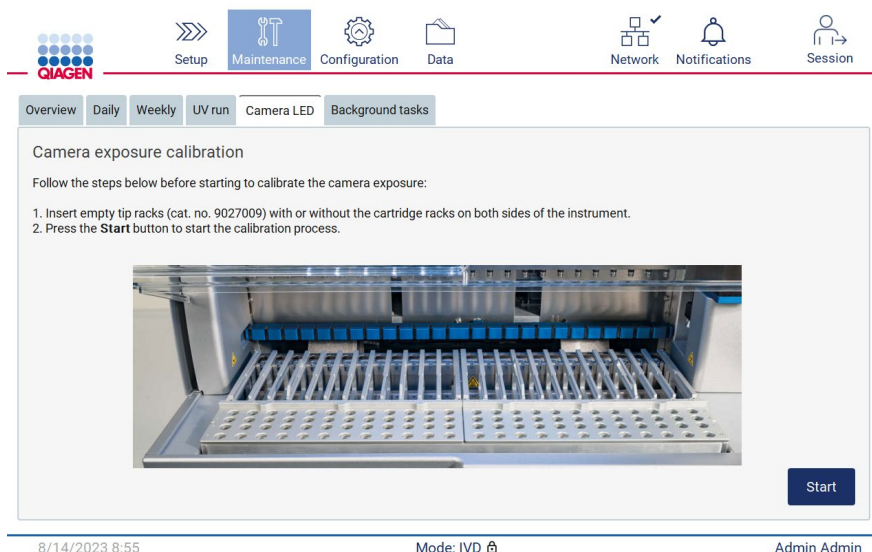 QIAGEN
Setup
Maintenance
Configuration
Data
Network
Notifications
Session
Overview
Daily
Weekly
UV run
Camera LED
Background tasks
Camera exposure calibration
Follow the steps below before starting to calibrate the camera exposure:
1. Insert empty tip racks (cat. no. 9027009) with or without the cartridge racks on both sides of the instrument.
2. Press the Start button to start the calibration process.
Start
8/14/2023 8:55
Mode: IVD
Admin Admin